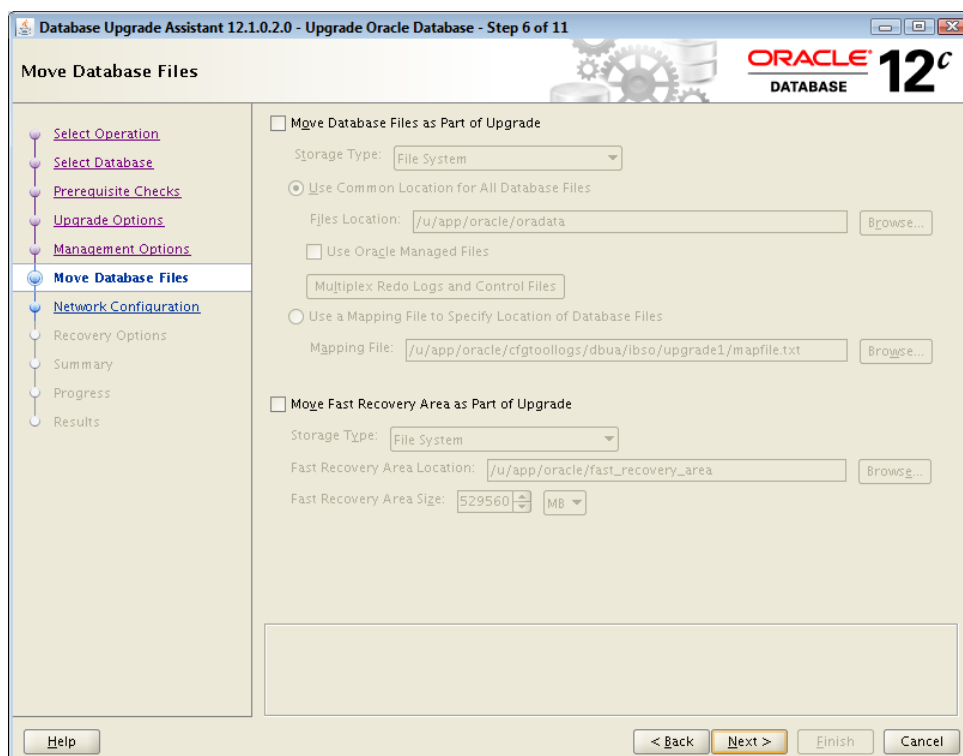 Database Upgrade Assistant 12.1.0.2.0 - Upgrade Oracle Database - Step 6 of 11
Move Database Files
ORACLE
DATABASE
12c
Select Operation
Select Database
Prerequisite Checks
Upgrade Options
Management Options
Move Database Files
Network Configuration
Recovery Options
Summary
Progress
Results
Move Database Files as Part of Upgrade
Storage Type: File System
Use Common Location for All Database Files
Files Location: /u/app/oracle/oradata Browse...
Use Oracle Managed Files
Multiplex Redo Logs and Control Files
Use a Mapping File to Specify Location of Database Files
Mapping File: /u/app/oracle/cfgtoollogs/dbua/ibso/upgrade1/mapfile.txt Browse...
Move Fast Recovery Area as Part of Upgrade
Storage Type: File System
Fast Recovery Area Location: /u/app/oracle/fast_recovery_area Browse...
Fast Recovery Area Size: 529560 MB
Help
< Back Next > Finish Cancel